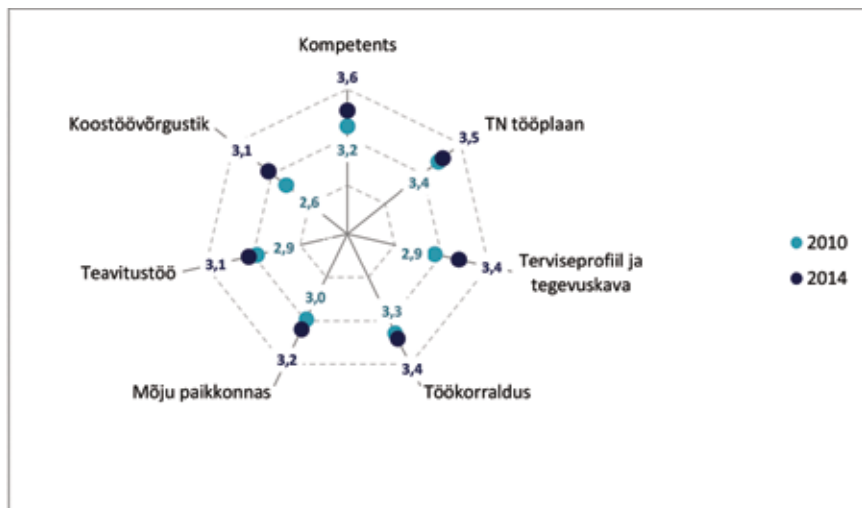 Kompetents
3,6
3,2
TN tööplaan
3,5
3,4
Koostöövõrgustik
3,1
2,6
Terviseprofiil ja
tegevuskava
3,4
2,9
Teavitustöö
3,1
2,9
Mõju paikkonnas
3,2
3,0
Töökorraldus
3,4
3,3
2010
2014